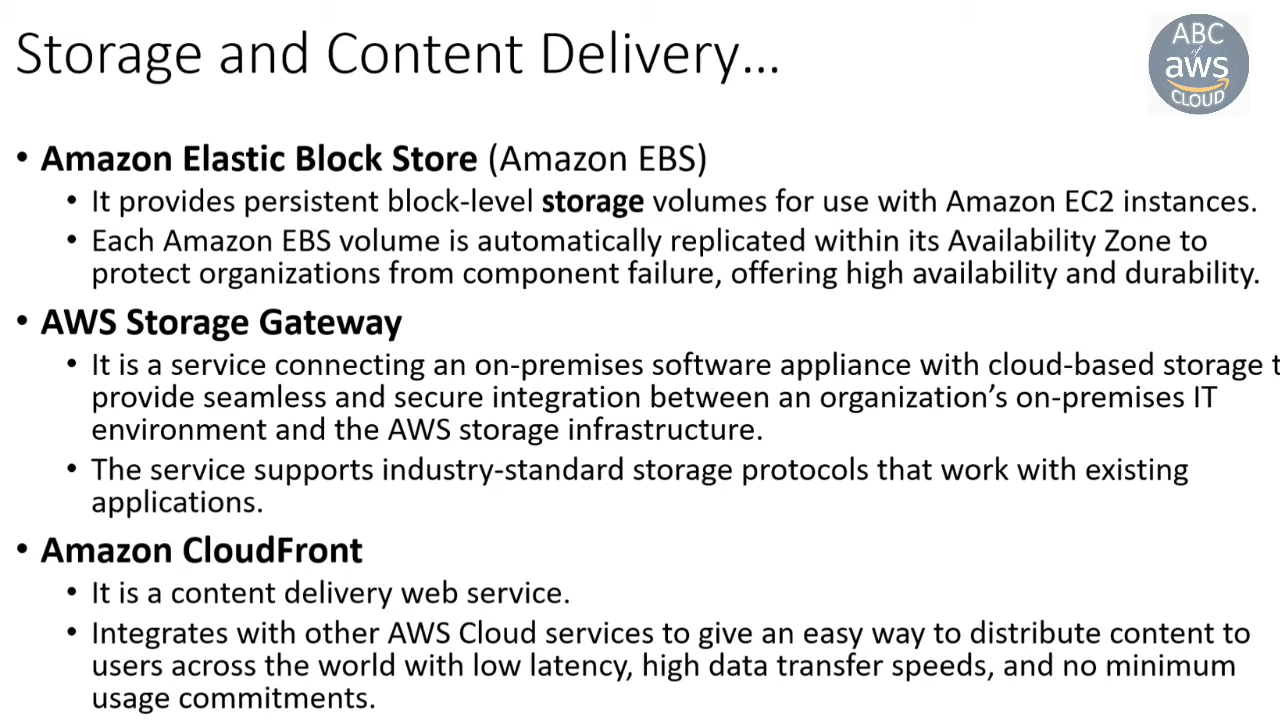 Storage and Content Delivery...
ABC
of
aws
CLOUD
• Amazon Elastic Block Store (Amazon EBS)
• It provides persistent block-level storage volumes for use with Amazon EC2 instances.
• Each Amazon EBS volume is automatically replicated within its Availability Zone to
protect organizations from component failure, offering high availability and durability.
• AWS Storage Gateway
• It is a service connecting an on-premises software appliance with cloud-based storage t
provide seamless and secure integration between an organization’s on-premises IT
environment and the AWS storage infrastructure.
• The service supports industry-standard storage protocols that work with existing
applications.
• Amazon CloudFront
• It is a content delivery web service.
• Integrates with other AWS Cloud services to give an easy way to distribute content to
users across the world with low latency, high data transfer speeds, and no minimum
usage commitments.